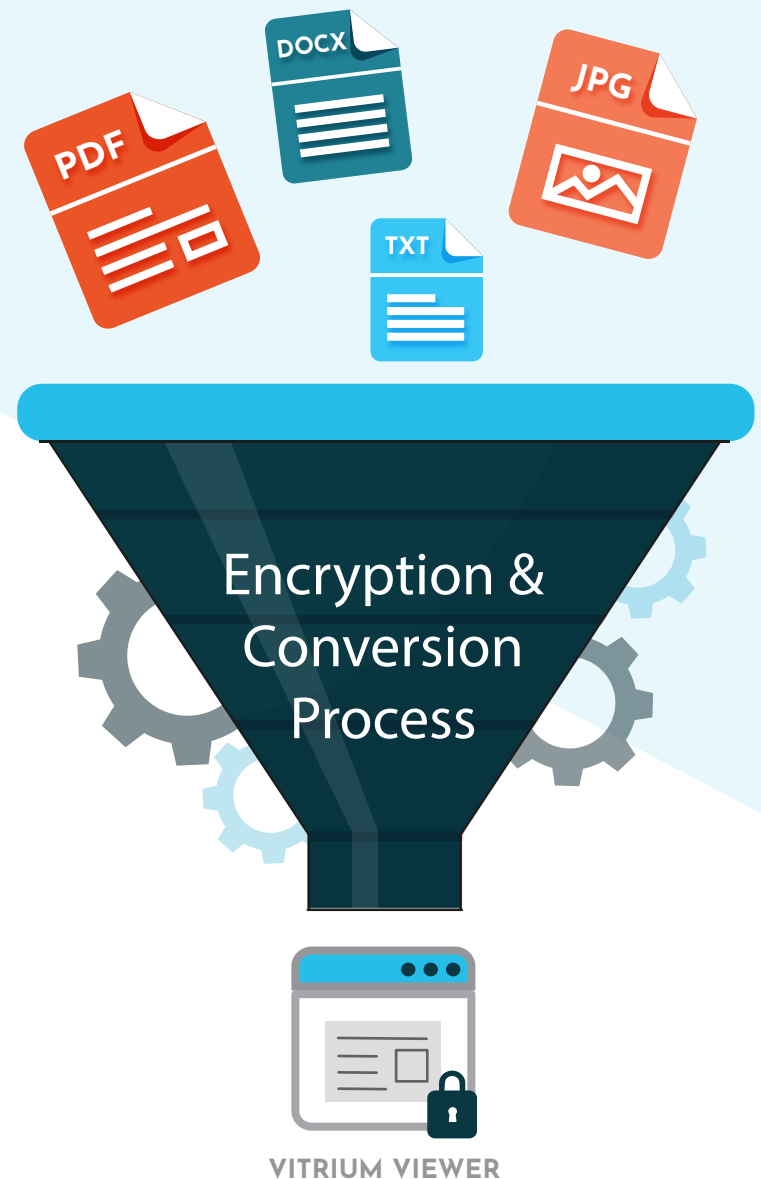 DOCX
JPG
PDF
TXT
Encryption &
Conversion
Process
VITRIUM VIEWER